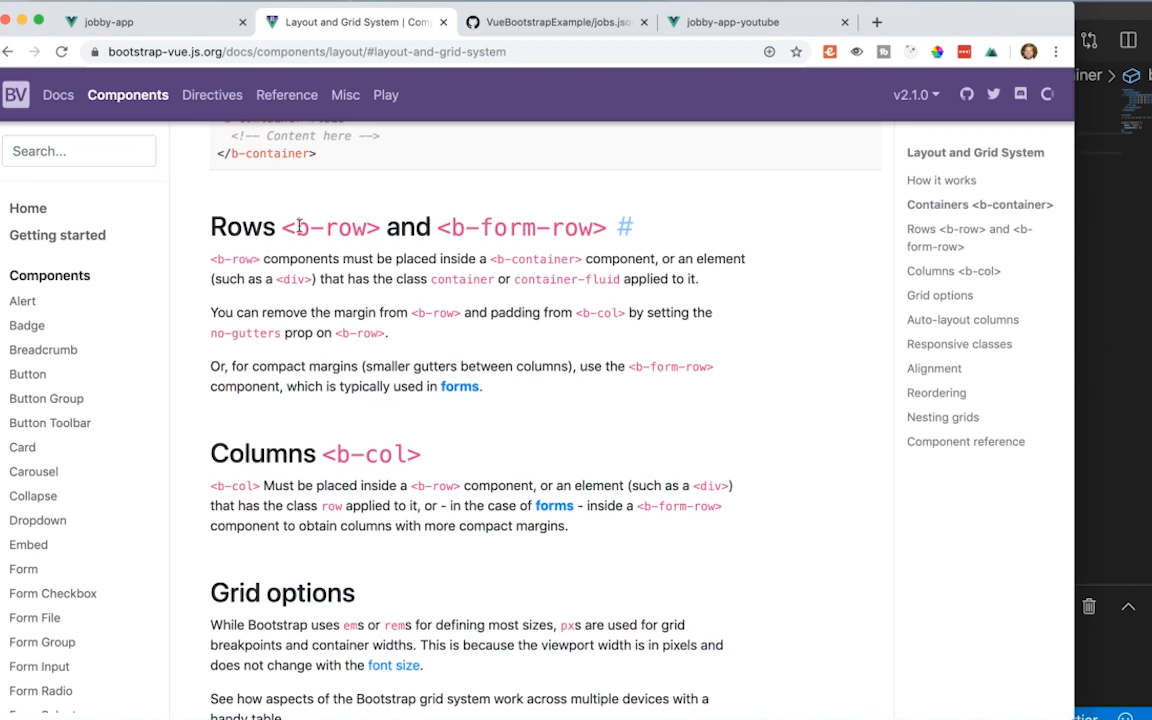 jobby-app
Layout and Grid System | Com
VueBootstrapExample/jobs.jso
jobby-app-youtube
bootstrap-vue.js.org/docs/components/layout/#layout-and-grid-system
BV Docs Components Directives Reference Misc Play v2.1.0
iner
Search...
Home
Getting started
Components
Alert
Badge
Breadcrumb
Button
Button Group
Button Toolbar
Card
Carousel
Collapse
Dropdown
Embed
Form
Form Checkbox
Form File
Form Group
Form Input
Form Radio
<!-- Content here -->
</b-container>
Rows <b-row> and <b-form-row> #
<b-row> components must be placed inside a <b-container> component, or an element
(such as a <div>) that has the class container or container-fluid applied to it.
You can remove the margin from <b-row> and padding from <b-col> by setting the
no-gutters prop on <b-row>.
Or, for compact margins (smaller gutters between columns), use the <b-form-row>
component, which is typically used in forms.
Columns <b-col>
<b-col> Must be placed inside a <b-row> component, or an element (such as a <div>)
that has the class row applied to it, or - in the case of forms - inside a <b-form-row>
component to obtain columns with more compact margins.
Grid options
While Bootstrap uses ems or rems for defining most sizes, pxs are used for grid
breakpoints and container widths. This is because the viewport width is in pixels and
does not change with the font size.
See how aspects of the Bootstrap grid system work across multiple devices with a
handy table.
Layout and Grid System
How it works
Containers <b-container>
Rows <b-row> and <b-
form-row>
Columns <b-col>
Grid options
Auto-layout columns
Responsive classes
Alignment
Reordering
Nesting grids
Component reference